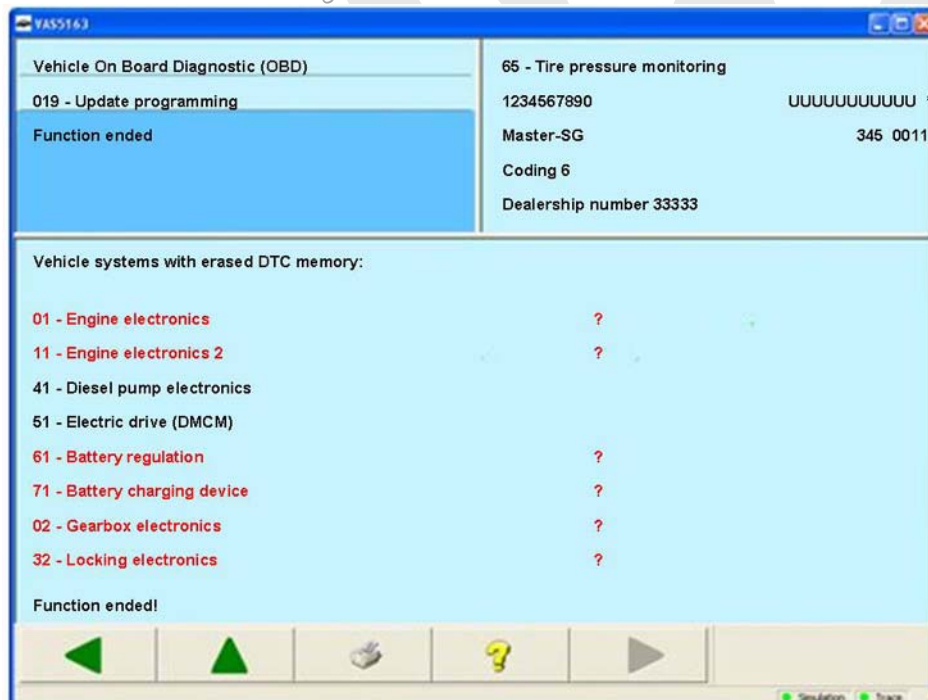 VAS5163
Vehicle On Board Diagnostic (OBD)
019 - Update programming
Function ended
65 - Tire pressure monitoring
1234567890 UUUUUUUUUUU
Master-SG 345 0011
Coding 6
Dealership number 33333
Vehicle systems with erased DTC memory:
01 - Engine electronics ?
11 - Engine electronics 2 ?
41 - Diesel pump electronics
51 - Electric drive (DMCM)
61 - Battery regulation ?
71 - Battery charging device ?
02 - Gearbox electronics ?
32 - Locking electronics ?
Function ended!
?
Simulation Trace